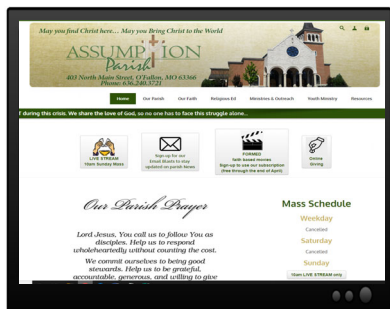 May you find Christ here... May you Bring Christ to the World
ASSUMPTION
Parish
403 North Main Street, O'Fallon, MO 63366
Phone: 636.240.3721
Home Our Parish Our Faith Religious Ed Ministries & Outreach Youth Ministry Resources
during this crisis. We share the love of God, so no one has to face this struggle alone...
LIVE STREAM
10am Sunday Mass
Sign up for our
Email Blasts to stay
updated on parish News
FORMED
faith based movies
Sign-up to use our subscription
(free through the end of April)
Online
Giving
Our Parish Prayer
Lord Jesus, You call us to follow You as
disciples. Help us to respond
wholeheartedly without counting the cost.
We commit ourselves to being good
stewards. Help us to be grateful,
accountable, generous, and willing to give
Mass Schedule
Weekday
Cancelled
Saturday
Cancelled
Sunday
10am LIVE STREAM only